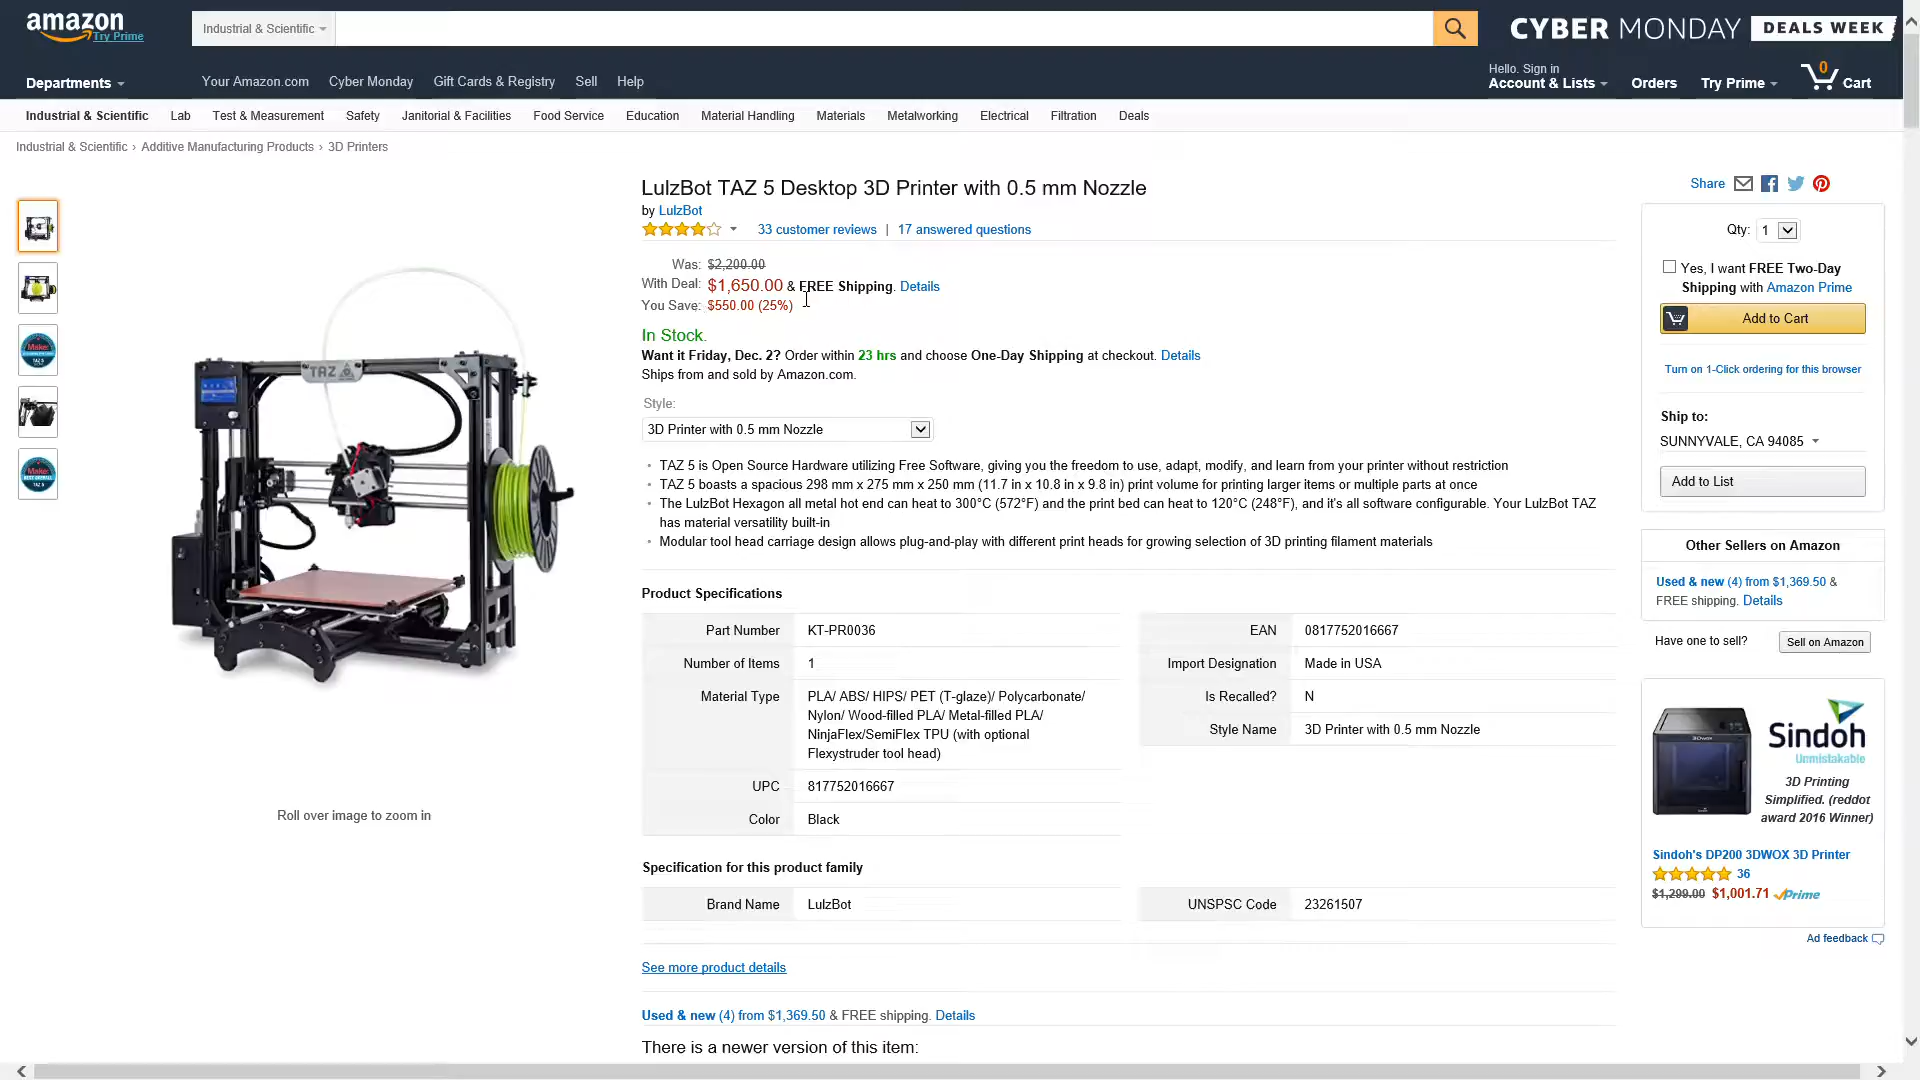 amazon
Try Prime
Industrial & Scientific
CYBER MONDAY DEALS WEEK
Departments
Your Amazon.com
Cyber Monday
Gift Cards & Registry
Sell
Help
Hello. Sign in
Account & Lists
Orders
Try Prime
0
Cart
Industrial & Scientific
Lab
Test & Measurement
Safety
Janitorial & Facilities
Food Service
Education
Material Handling
Materials
Metalworking
Electrical
Filtration
Deals
Industrial & Scientific › Additive Manufacturing Products › 3D Printers
LulzBot TAZ 5 Desktop 3D Printer with 0.5 mm Nozzle
by LulzBot
33 customer reviews | 17 answered questions
Was: $2,200.00
With Deal: $1,650.00 & FREE Shipping. Details
You Save: $550.00 (25%)
In Stock.
Want it Friday, Dec. 2? Order within 23 hrs and choose One-Day Shipping at checkout. Details
Ships from and sold by Amazon.com.
Style:
3D Printer with 0.5 mm Nozzle
TAZ
Make:
TAZ 5
Make:
TAZ 5
Roll over image to zoom in
• TAZ 5 is Open Source Hardware utilizing Free Software, giving you the freedom to use, adapt, modify, and learn from your printer without restriction
• TAZ 5 boasts a spacious 298 mm x 275 mm x 250 mm (11.7 in x 10.8 in x 9.8 in) print volume for printing larger items or multiple parts at once
• The LulzBot Hexagon all metal hot end can heat to 300°C (572°F) and the print bed can heat to 120°C (248°F), and it's all software configurable. Your LulzBot TAZ
has material versatility built-in
• Modular tool head carriage design allows plug-and-play with different print heads for growing selection of 3D printing filament materials
Product Specifications
Part Number KT-PR0036
Number of Items 1
Material Type PLA/ ABS/ HIPS/ PET (T-glaze)/ Polycarbonate/
Nylon/ Wood-filled PLA/ Metal-filled PLA/
NinjaFlex/SemiFlex TPU (with optional
Flexystruder tool head)
UPC 817752016667
Color Black
EAN 0817752016667
Import Designation Made in USA
Is Recalled? N
Style Name 3D Printer with 0.5 mm Nozzle
Specification for this product family
Brand Name LulzBot
UNSPSC Code 23261507
See more product details
Used & new (4) from $1,369.50 & FREE shipping. Details
There is a newer version of this item:
Share
Qty: 1
Yes, I want FREE Two-Day
Shipping with Amazon Prime
Add to Cart
Turn on 1-Click ordering for this browser
Ship to:
SUNNYVALE, CA 94085
Add to List
Other Sellers on Amazon
Used & new (4) from $1,369.50 &
FREE shipping. Details
Have one to sell? Sell on Amazon
Sindoh
Unmistakable
3D Printing
Simplified. (reddot
award 2016 Winner)
Sindoh's DP200 3DWOX 3D Printer
36
$1,299.00 $1,001.71 Prime
Ad feedback